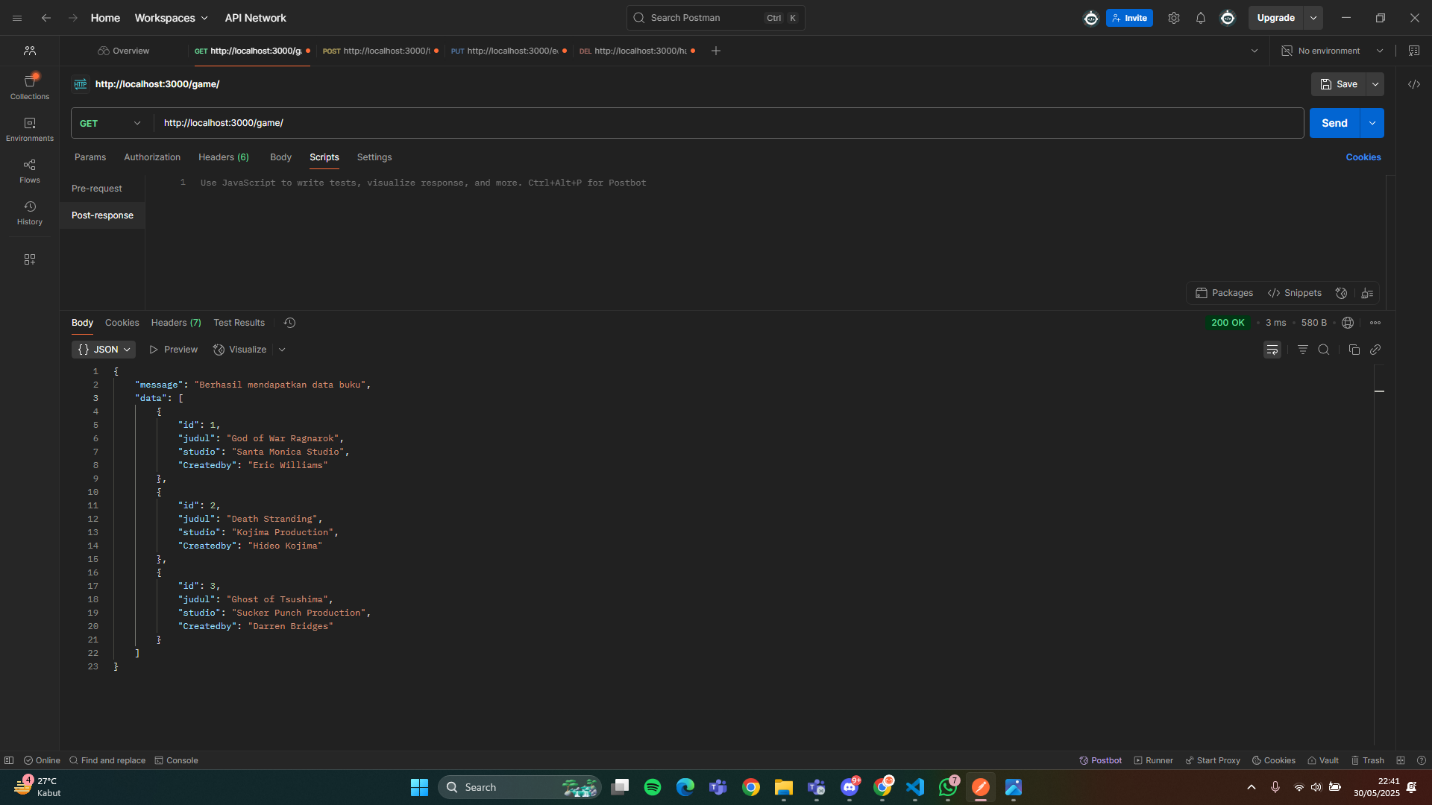 Home Workspaces API Network Search Postman Ctrl K Invite Upgrade
Overview GET http://localhost:3000/g. POST http://localhost:3000/t PUT http://localhost:3000/e DEL http://localhost:3000/h No environment
HTTP http://localhost:3000/game/ Save
Collections
GET http://localhost:3000/game/ Send
Environments
Params Authorization Headers (6) Body Scripts Settings Cookies
Flows
Pre-request 1 Use JavaScript to write tests, visualize response, and more. Ctrl+Alt+P for Postbot
Post-response
History
Packages Snippets
Body Cookies Headers (7) Test Results 200 OK • 3 ms • 580 B
{} JSON Preview Visualize
1 {
2 "message": "Berhasil mendapatkan data buku",
3 "data": [
4 {
5 "id": 1,
6 "judul": "God of War Ragnarok",
7 "studio": "Santa Monica Studio",
8 "Createdby": "Eric Williams"
9 },
10 {
11 "id": 2,
12 "judul": "Death Stranding",
13 "studio": "Kojima Production",
14 "Createdby": "Hideo Kojima"
15 },
16 {
17 "id": 3,
18 "judul": "Ghost of Tsushima",
19 "studio": "Sucker Punch Production",
20 "Createdby": "Darren Bridges"
21 }
22 ]
23 }
Online Find and replace Console Postbot Runner Start Proxy Cookies Vault Trash
4 27°C Search 9+ 7 22:41
Kabut 30/05/2025